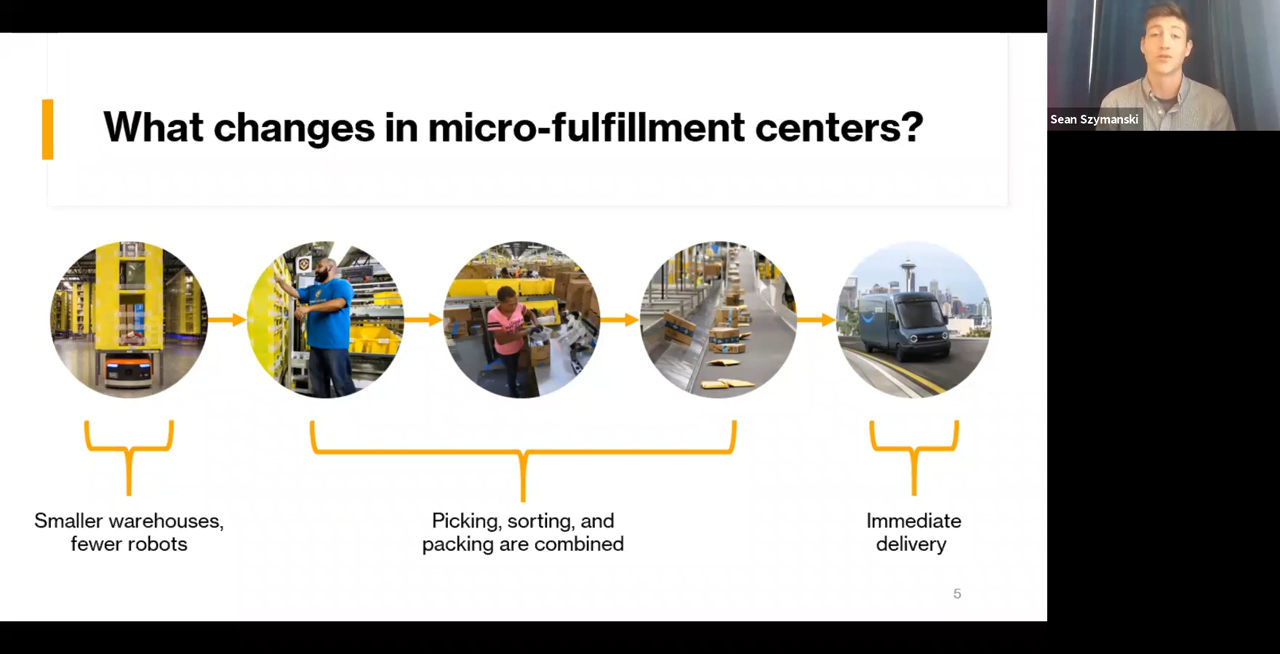 What changes in micro-fulfillment centers?
Sean Szymanski
Smaller warehouses,
fewer robots
Picking, sorting, and
packing are combined
Immediate
delivery
5